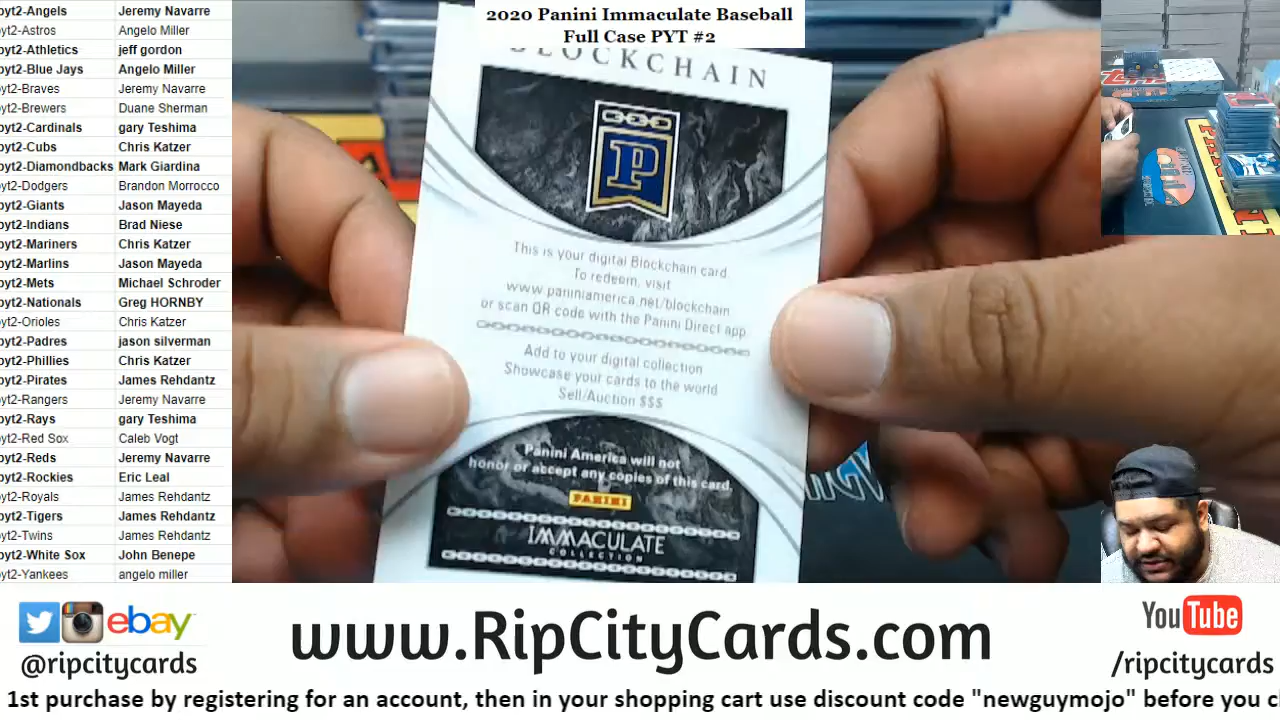 2020 Panini Immaculate Baseball
Full Case PYT #2
pyt2-Angels Jeremy Navarre
pyt2-Astros Angelo Miller
pyt2-Athletics jeff gordon
pyt2-Blue Jays Angelo Miller
pyt2-Braves Jeremy Navarre
pyt2-Brewers Duane Sherman
pyt2-Cardinals gary Teshima
pyt2-Cubs Chris Katzer
pyt2-Diamondbacks Mark Giardina
pyt2-Dodgers Brandon Morrocco
pyt2-Giants Jason Mayeda
pyt2-Indians Brad Niese
pyt2-Mariners Chris Katzer
pyt2-Marlins Jason Mayeda
pyt2-Mets Michael Schroder
pyt2-Nationals Greg HORNBY
pyt2-Orioles Chris Katzer
pyt2-Padres jason silverman
pyt2-Phillies Chris Katzer
pyt2-Pirates James Rehdantz
pyt2-Rangers Jeremy Navarre
pyt2-Rays gary Teshima
pyt2-Red Sox Caleb Vogt
pyt2-Reds Jeremy Navarre
pyt2-Rockies Eric Leal
pyt2-Royals James Rehdantz
pyt2-Tigers James Rehdantz
pyt2-Twins James Rehdantz
pyt2-White Sox John Benepe
pyt2-Yankees angelo miller
BLOCKCHAIN
P
This is your digital Blockchain card.
To redeem, visit
www.paniniamerica.net/blockchain
or scan QR code with the Panini Direct app.
Add to your digital collection
Showcase your cards to the world
Sell/Auction $$$
Panini America will not
honor or accept any copies of this card.
PANINI
IMMACULATE
COLLECTION
ebay
@ripcitycards
www.RipCityCards.com
YouTube
/ripcitycards
1st purchase by registering for an account, then in your shopping cart use discount code "newguymojo" before you c